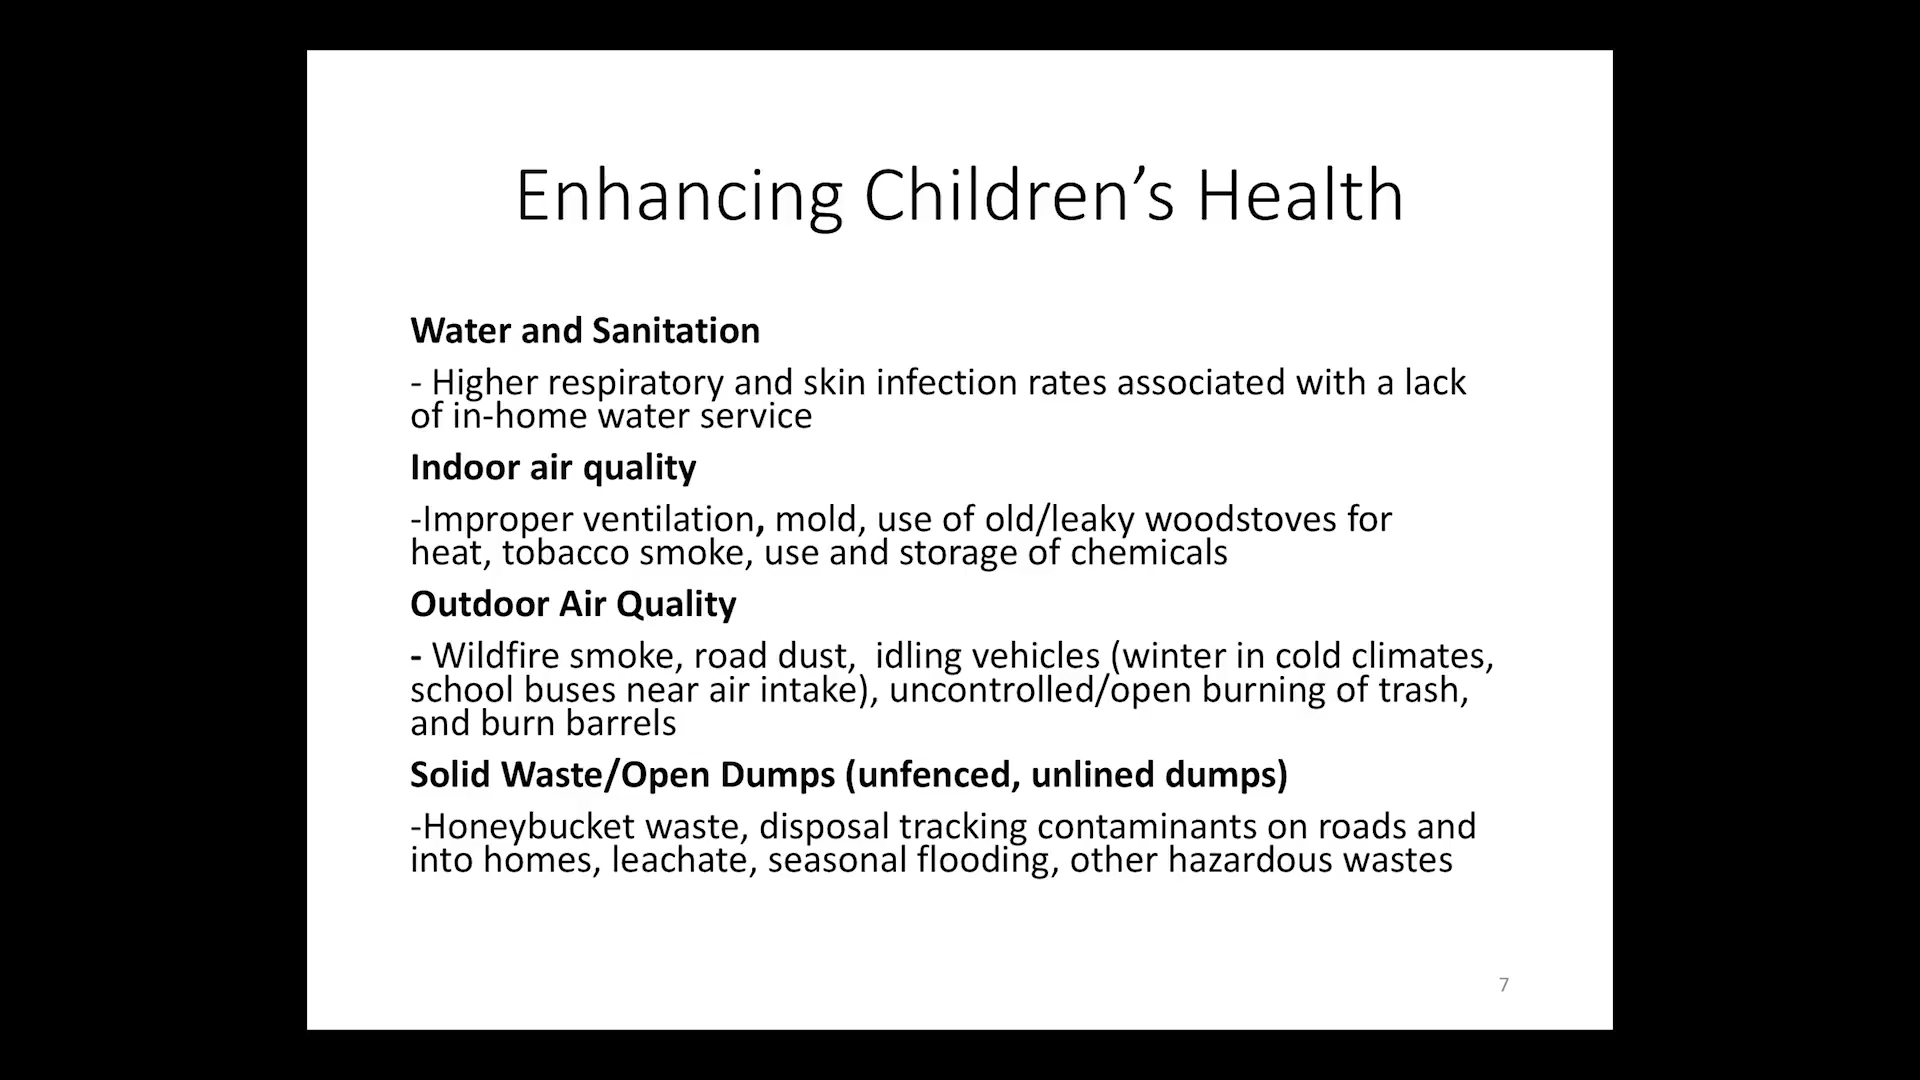 Enhancing Children’s Health
Water and Sanitation
- Higher respiratory and skin infection rates associated with a lack
of in-home water service
Indoor air quality
-Improper ventilation, mold, use of old/leaky woodstoves for
heat, tobacco smoke, use and storage of chemicals
Outdoor Air Quality
- Wildfire smoke, road dust,  idling vehicles (winter in cold climates,
school buses near air intake), uncontrolled/open burning of trash,
and burn barrels
Solid Waste/Open Dumps (unfenced, unlined dumps)
-Honeybucket waste, disposal tracking contaminants on roads and
into homes, leachate, seasonal flooding, other hazardous wastes
7